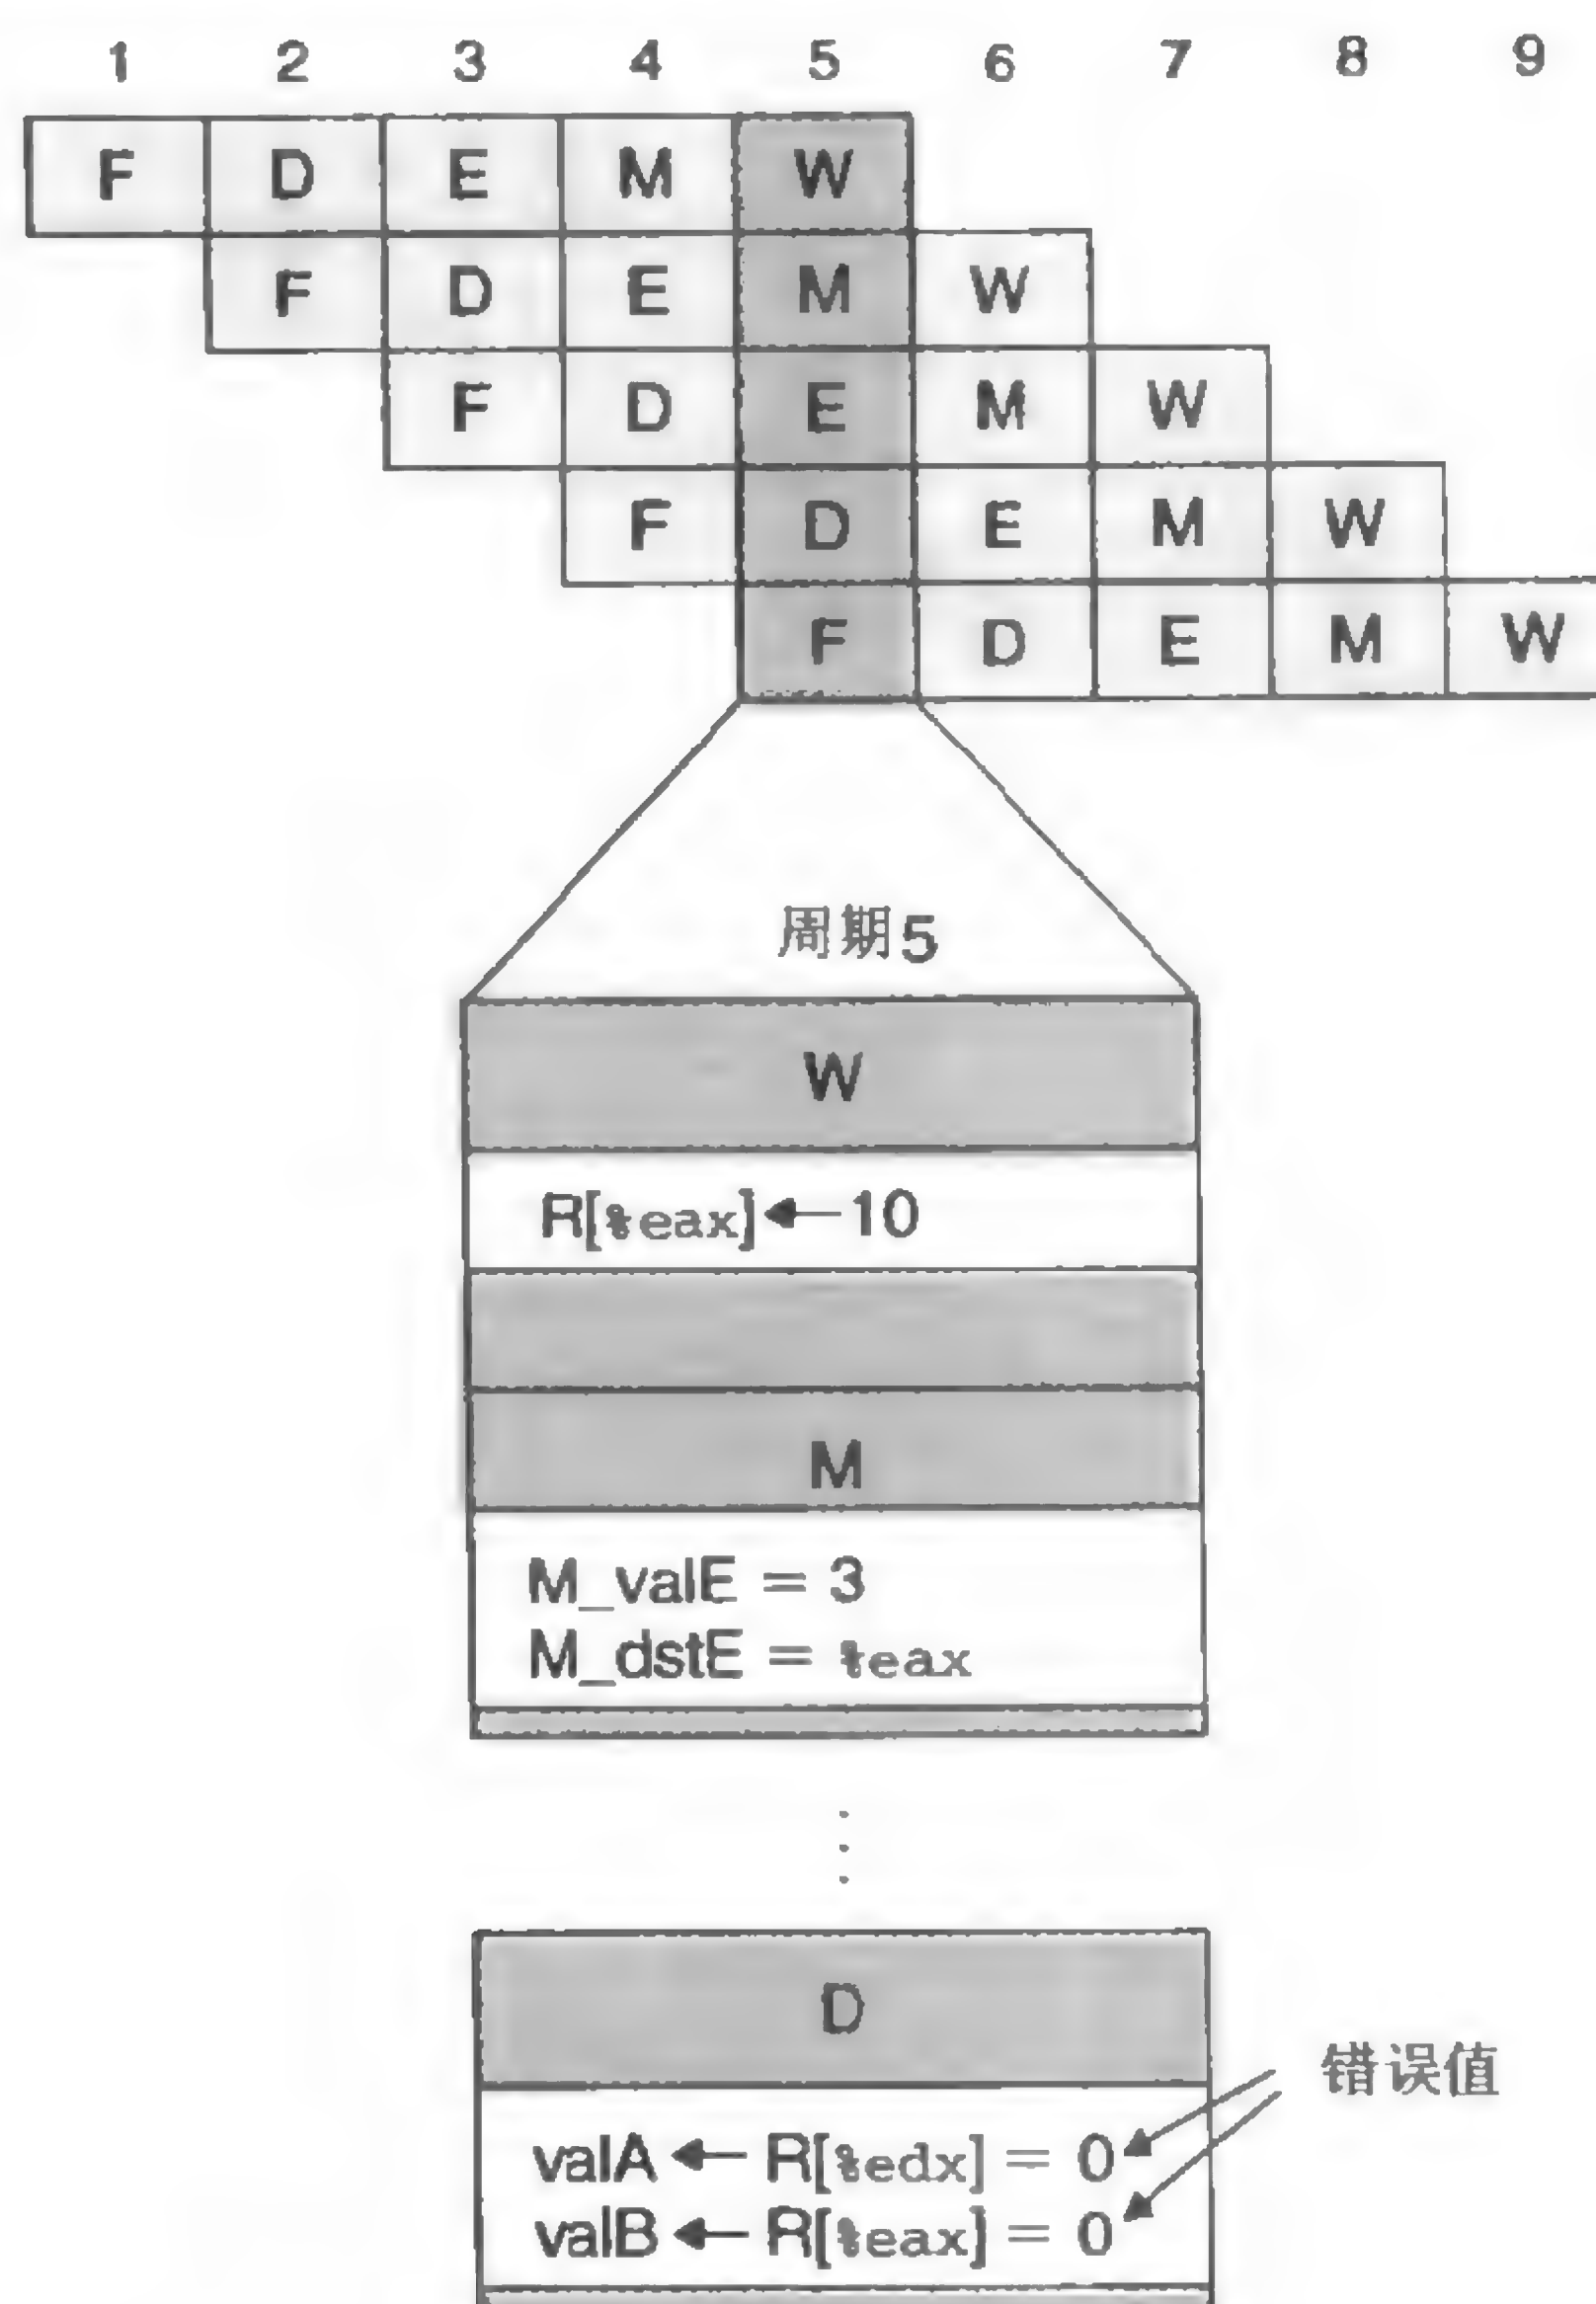 1 2 3 4 5 6 7 8 9
F D E M W
F D E M W
F D E M W
F D E M W
F D E M W
周期5
W
R[%eax]←10
M
M_valE = 3
M_dstE = %eax
D
错误值
valA ← R[%edx] = 0
valB ← R[%eax] = 0